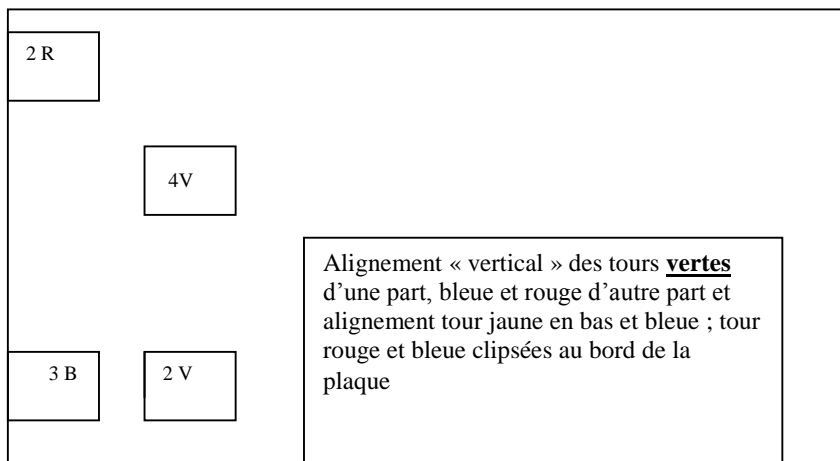 2 R
4V
Alignement « vertical » des tours vertes
d’une part, bleue et rouge d’autre part et
alignement tour jaune en bas et bleue ; tour
rouge et bleue clipsées au bord de la
plaque
3 B
2 V